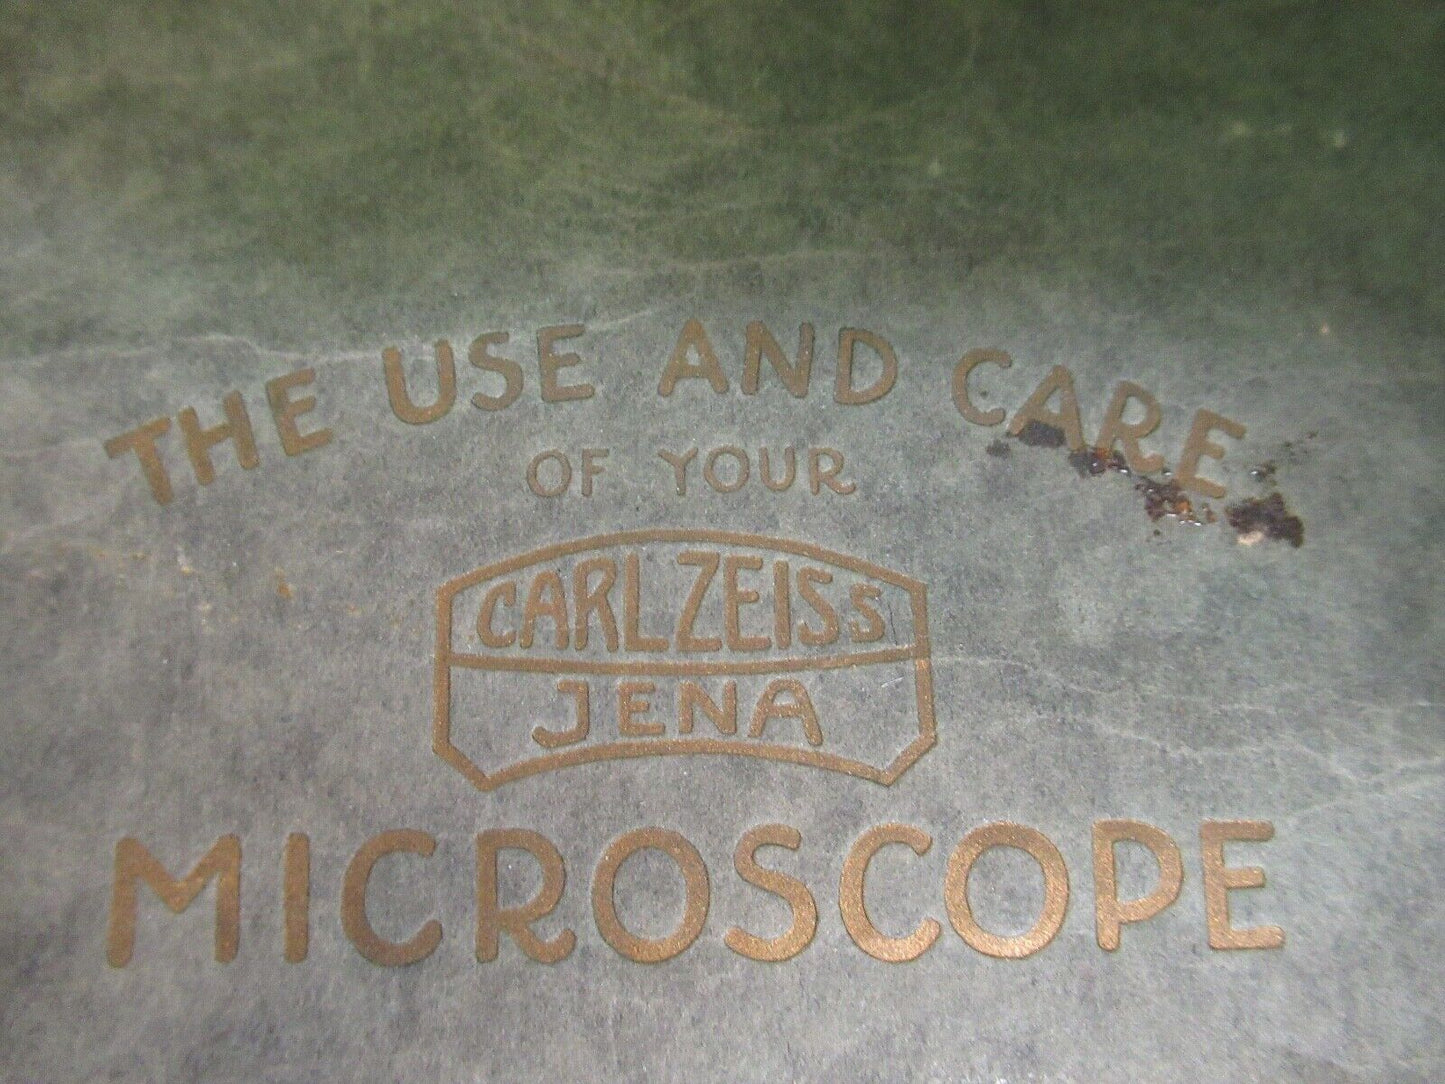 THE USE AND CARE
OF YOUR
CARL ZEISS
JENA
MICROSCOPE